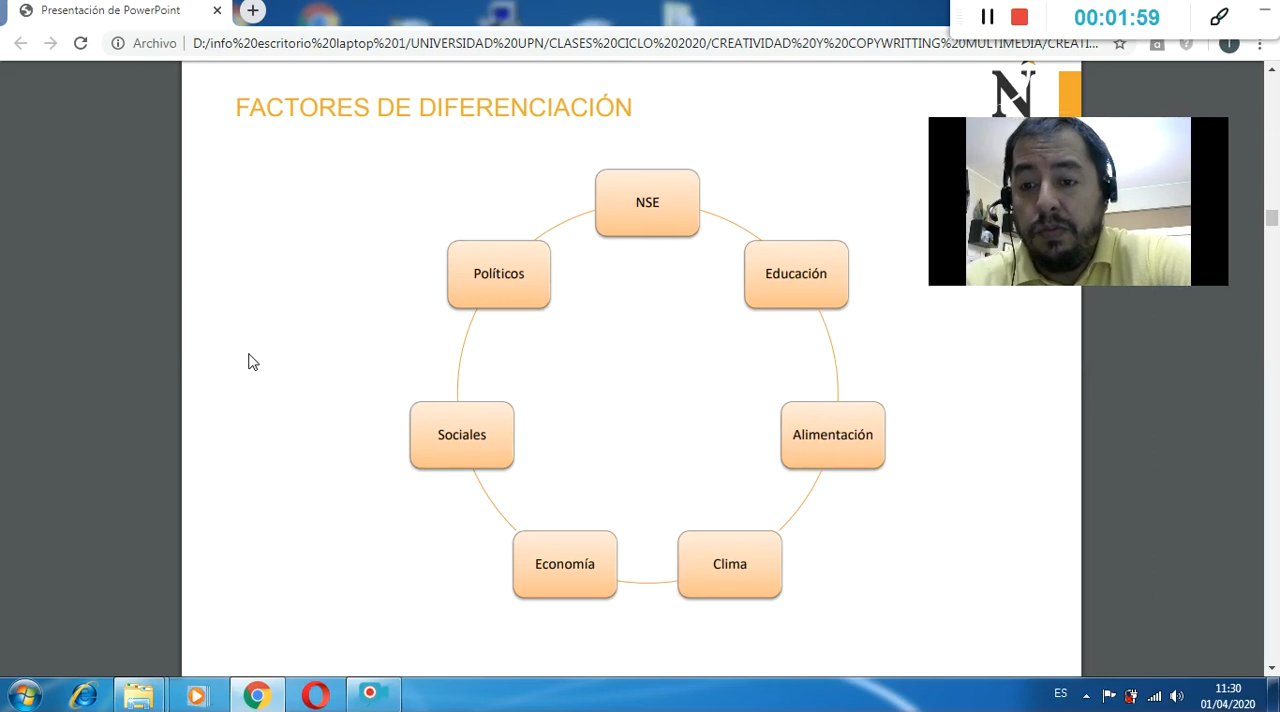 Presentación de PowerPoint
00:01:59
Archivo
D:/info%20escritorio%20laptop%201/UNIVERSIDAD%20UPN/CLASES%20CICLO%202020/CREATIVIDAD%20Y%20COPYWRITTING%20MULTIMEDIA/CREATI...
FACTORES DE DIFERENCIACIÓN
NSE
Políticos
Educación
Sociales
Alimentación
Economía
Clima
ES
11:30
01/04/2020